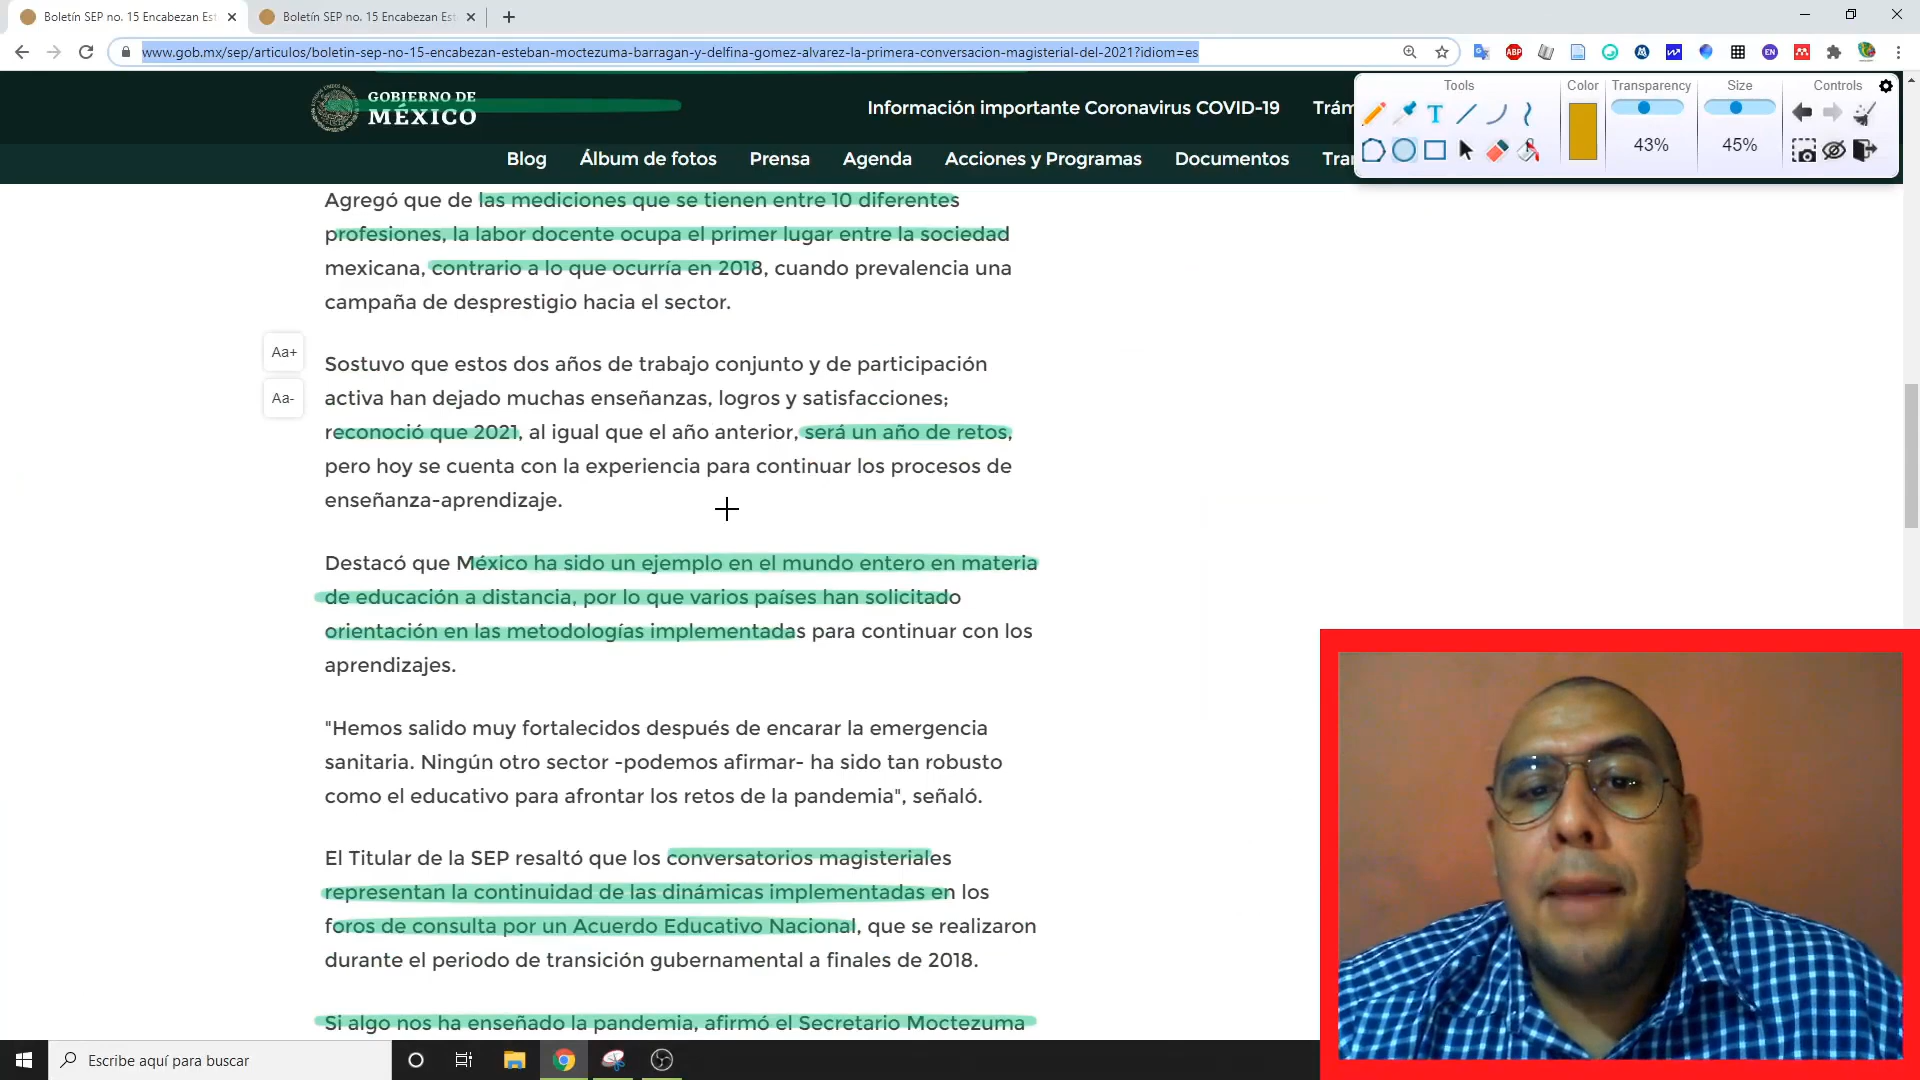 Boletín SEP no. 15 Encabezan Est
Boletín SEP no. 15 Encabezan Est
www.gob.mx/sep/articulos/boletin-sep-no-15-encabezan-esteban-moctezuma-barragan-y-delfina-gomez-alvarez-la-primera-conversacion-magisterial-del-2021?idiom=es
ABP
EN
Tools
Color
Transparency
Size
Controls
43%
45%
GOBIERNO DE
MÉXICO
Información importante Coronavirus COVID-19
Trám
Blog
Álbum de fotos
Prensa
Agenda
Acciones y Programas
Documentos
Tran
Aa+
Aa-
Agregó que de las mediciones que se tienen entre 10 diferentes
profesiones, la labor docente ocupa el primer lugar entre la sociedad
mexicana, contrario a lo que ocurría en 2018, cuando prevalencia una
campaña de desprestigio hacia el sector.
Sostuvo que estos dos años de trabajo conjunto y de participación
activa han dejado muchas enseñanzas, logros y satisfacciones;
reconoció que 2021, al igual que el año anterior, será un año de retos,
pero hoy se cuenta con la experiencia para continuar los procesos de
enseñanza-aprendizaje.
Destacó que México ha sido un ejemplo en el mundo entero en materia
de educación a distancia, por lo que varios países han solicitado
orientación en las metodologías implementadas para continuar con los
aprendizajes.
"Hemos salido muy fortalecidos después de encarar la emergencia
sanitaria. Ningún otro sector -podemos afirmar- ha sido tan robusto
como el educativo para afrontar los retos de la pandemia", señaló.
El Titular de la SEP resaltó que los conversatorios magisteriales
representan la continuidad de las dinámicas implementadas en los
foros de consulta por un Acuerdo Educativo Nacional, que se realizaron
durante el periodo de transición gubernamental a finales de 2018.
Si algo nos ha enseñado la pandemia, afirmó el Secretario Moctezuma
Escribe aquí para buscar